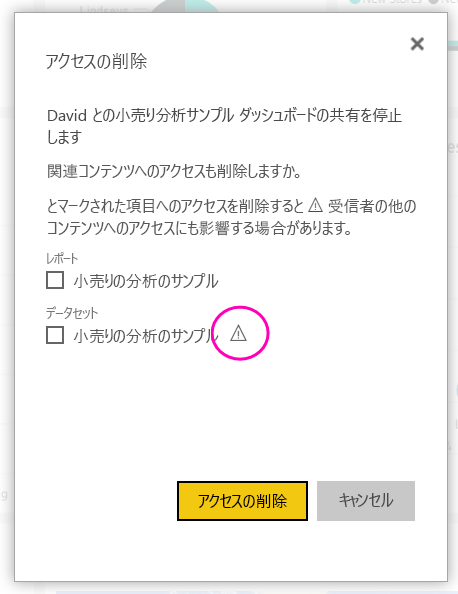 アクセスの削除
David との小売り分析サンプル ダッシュボードの共有を停止
します
関連コンテンツへのアクセスも削除しますか。
とマークされた項目へのアクセスを削除すると ⚠ 受信者の他の
コンテンツへのアクセスにも影響する場合があります。
レポート
小売りの分析のサンプル
データセット
小売りの分析のサンプル ⚠
アクセスの削除 キャンセル